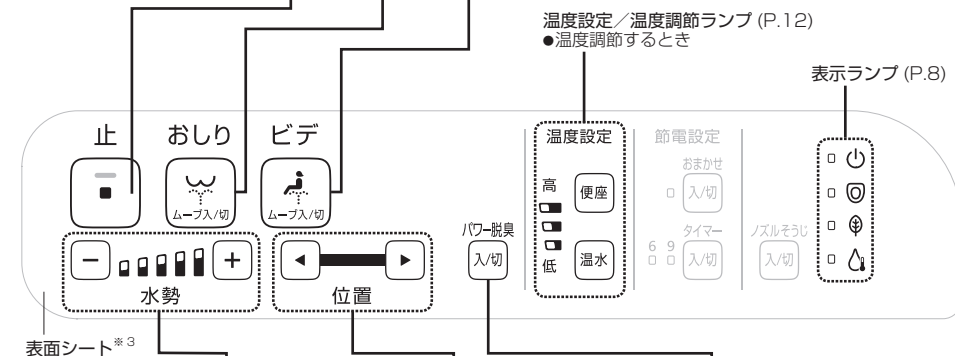 温度設定／温度調節ランプ (P.12)
●温度調節するとき
表示ランプ (P.8)
止 おしり ビデ
ムーブ入/切 ムーブ入/切
パワー脱臭
入/切
温度設定
高
便座
低
温水
節電設定
おまかせ
入/切
タイマー
6 9
入/切
ノズルそうじ
入/切
− +
水勢
位置
表面シート※3